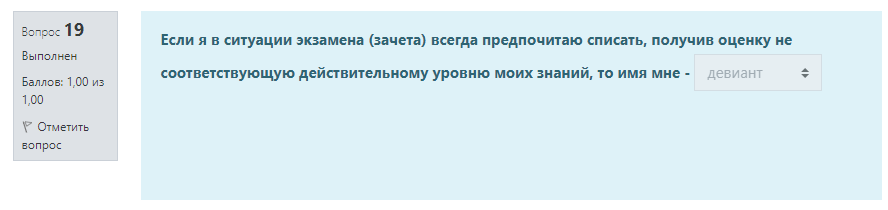 Вопрос 19
Выполнен
Баллов: 1,00 из
1,00
Отметить
вопрос
Если я в ситуации экзамена (зачета) всегда предпочитаю списать, получив оценку не
соответствующую действительному уровню моих знаний, то имя мне - девиант